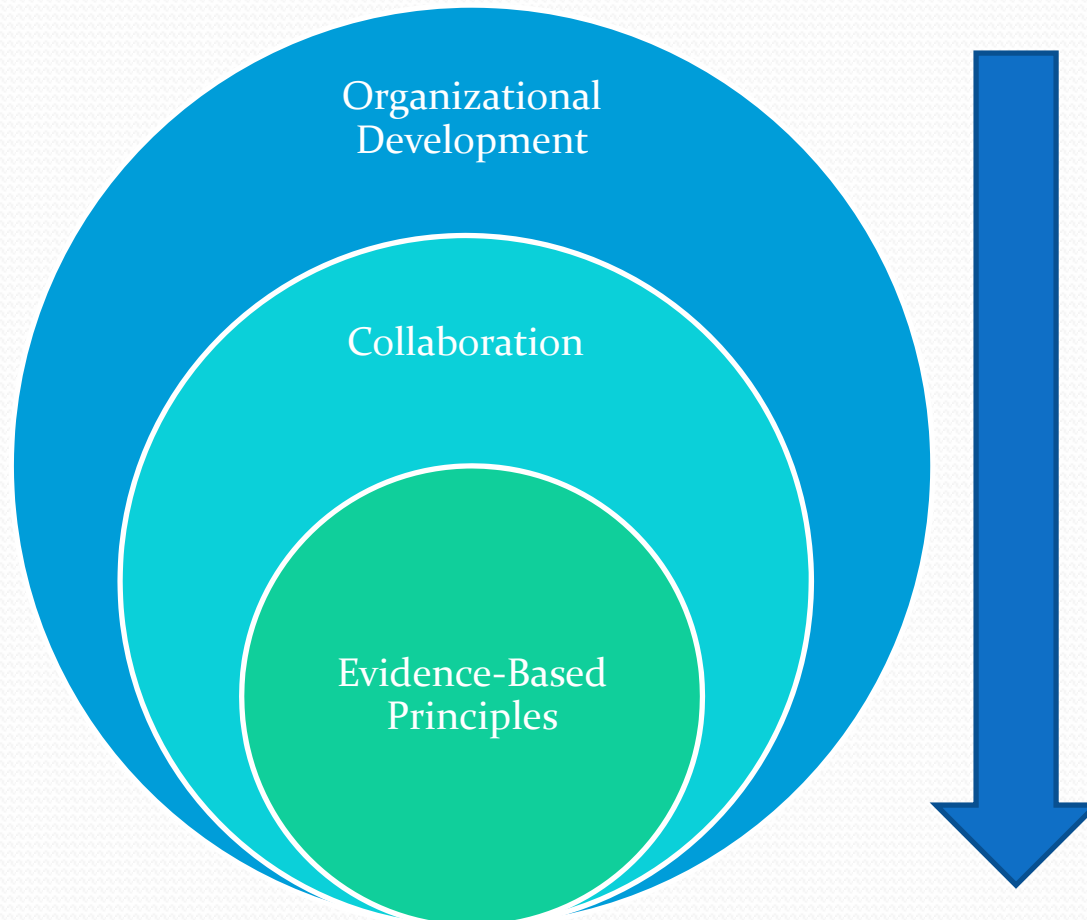 Organizational
Development
Collaboration
Evidence-Based
Principles